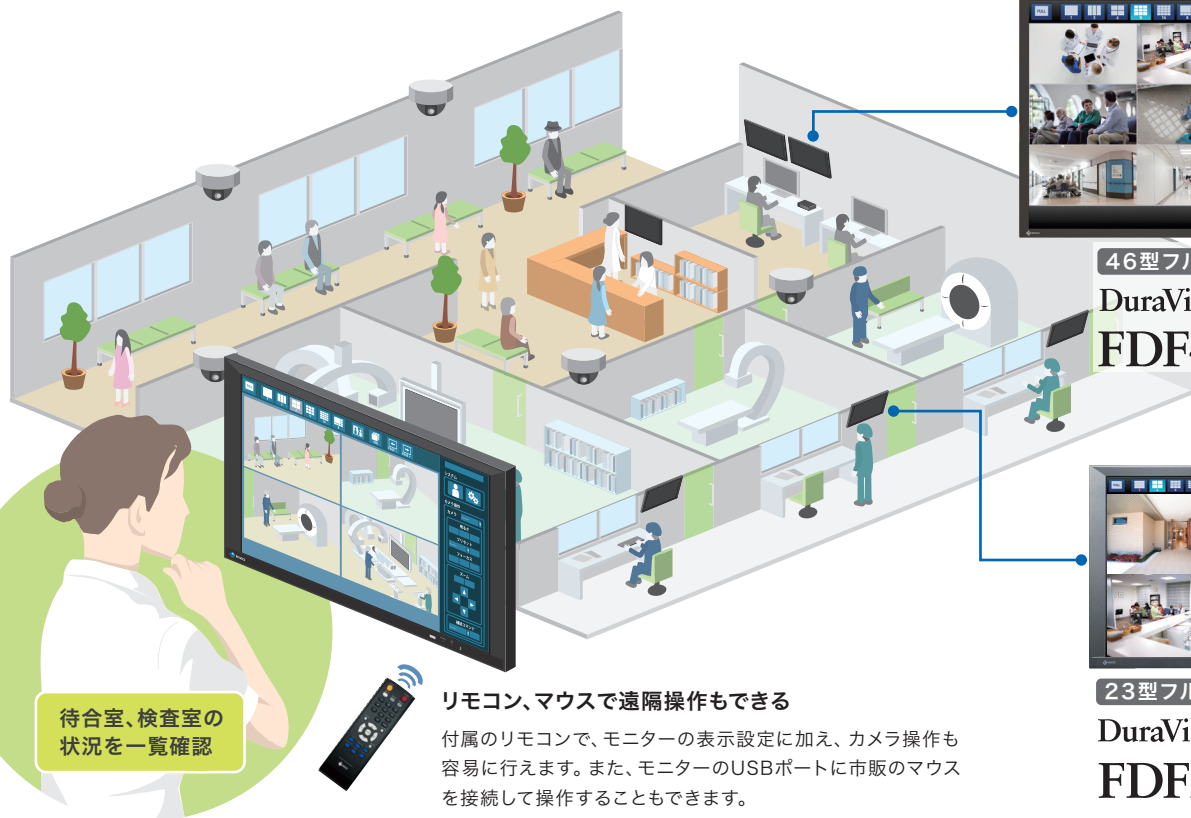 46型フル
DuraVi
FDF
23型フル
DuraVi
FDF
待合室、検査室の
状況を一覧確認
リモコン、マウスで遠隔操作もできる
付属のリモコンで、モニターの表示設定に加え、カメラ操作も
容易に行えます。また、モニターのUSBポートに市販のマウス
を接続して操作することもできます。